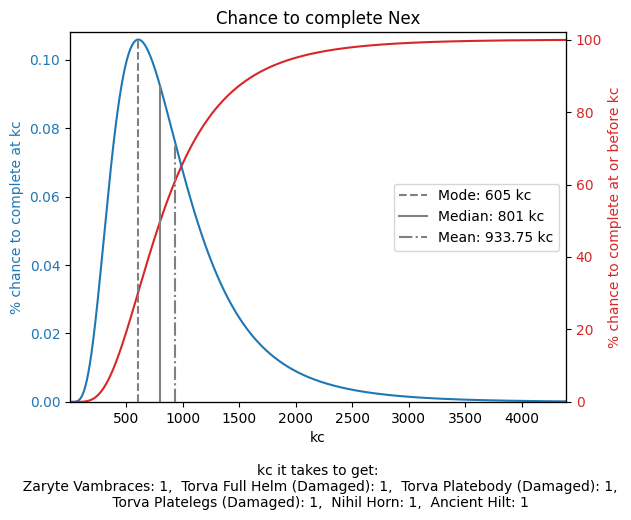 Chance to complete Nex
% chance to complete at kc
0.10
0.08
0.06
0.04
0.02
0.00
100
80
60
40
20
0
% chance to complete at or before kc
Mode: 605 kc
Median: 801 kc
Mean: 933.75 kc
500 1000 1500 2000 2500 3000 3500 4000
kc
kc it takes to get:
Zaryte Vambraces: 1, Torva Full Helm (Damaged): 1, Torva Platebody (Damaged): 1,
Torva Platelegs (Damaged): 1, Nihil Horn: 1, Ancient Hilt: 1